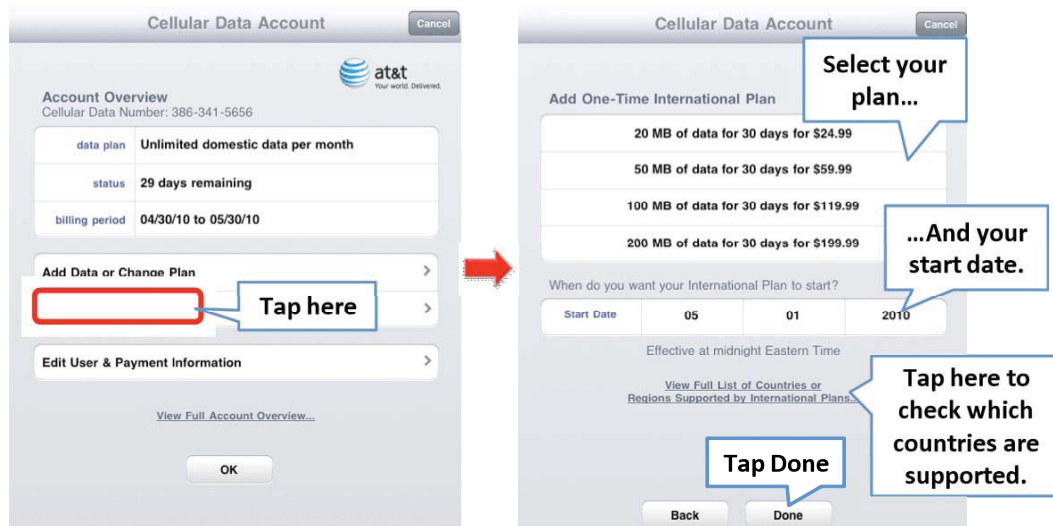 Cellular Data Account
Cancel
at&t
Your world. Delivered.
Account Overview
Cellular Data Number: 386-341-5656
data plan Unlimited domestic data per month
status 29 days remaining
billing period 04/30/10 to 05/30/10
Add Data or Change Plan
Tap here
Edit User & Payment Information
View Full Account Overview...
OK
Cellular Data Account
Cancel
Select your
plan...
Add One-Time International Plan
20 MB of data for 30 days for $24.99
50 MB of data for 30 days for $59.99
100 MB of data for 30 days for $119.99
200 MB of data for 30 days for $199.99
...And your
start date.
When do you want your International Plan to start?
Start Date 05 01 2010
Effective at midnight Eastern Time
View Full List of Countries or
Regions Supported by International Plans...
Tap here to
check which
countries are
supported.
Tap Done
Back
Done